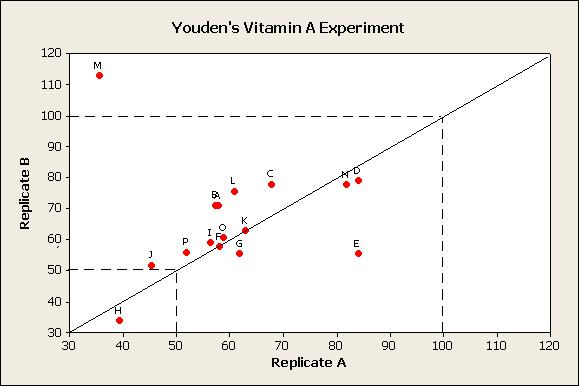 Youden's Vitamin A Experiment
120
110
100
90
80
70
60
50
40
30
Replicate B
M
C
N
D
L
B
A
O
K
I
F
G
E
P
J
H
30
40
50
60
70
80
90
100
110
120
Replicate A